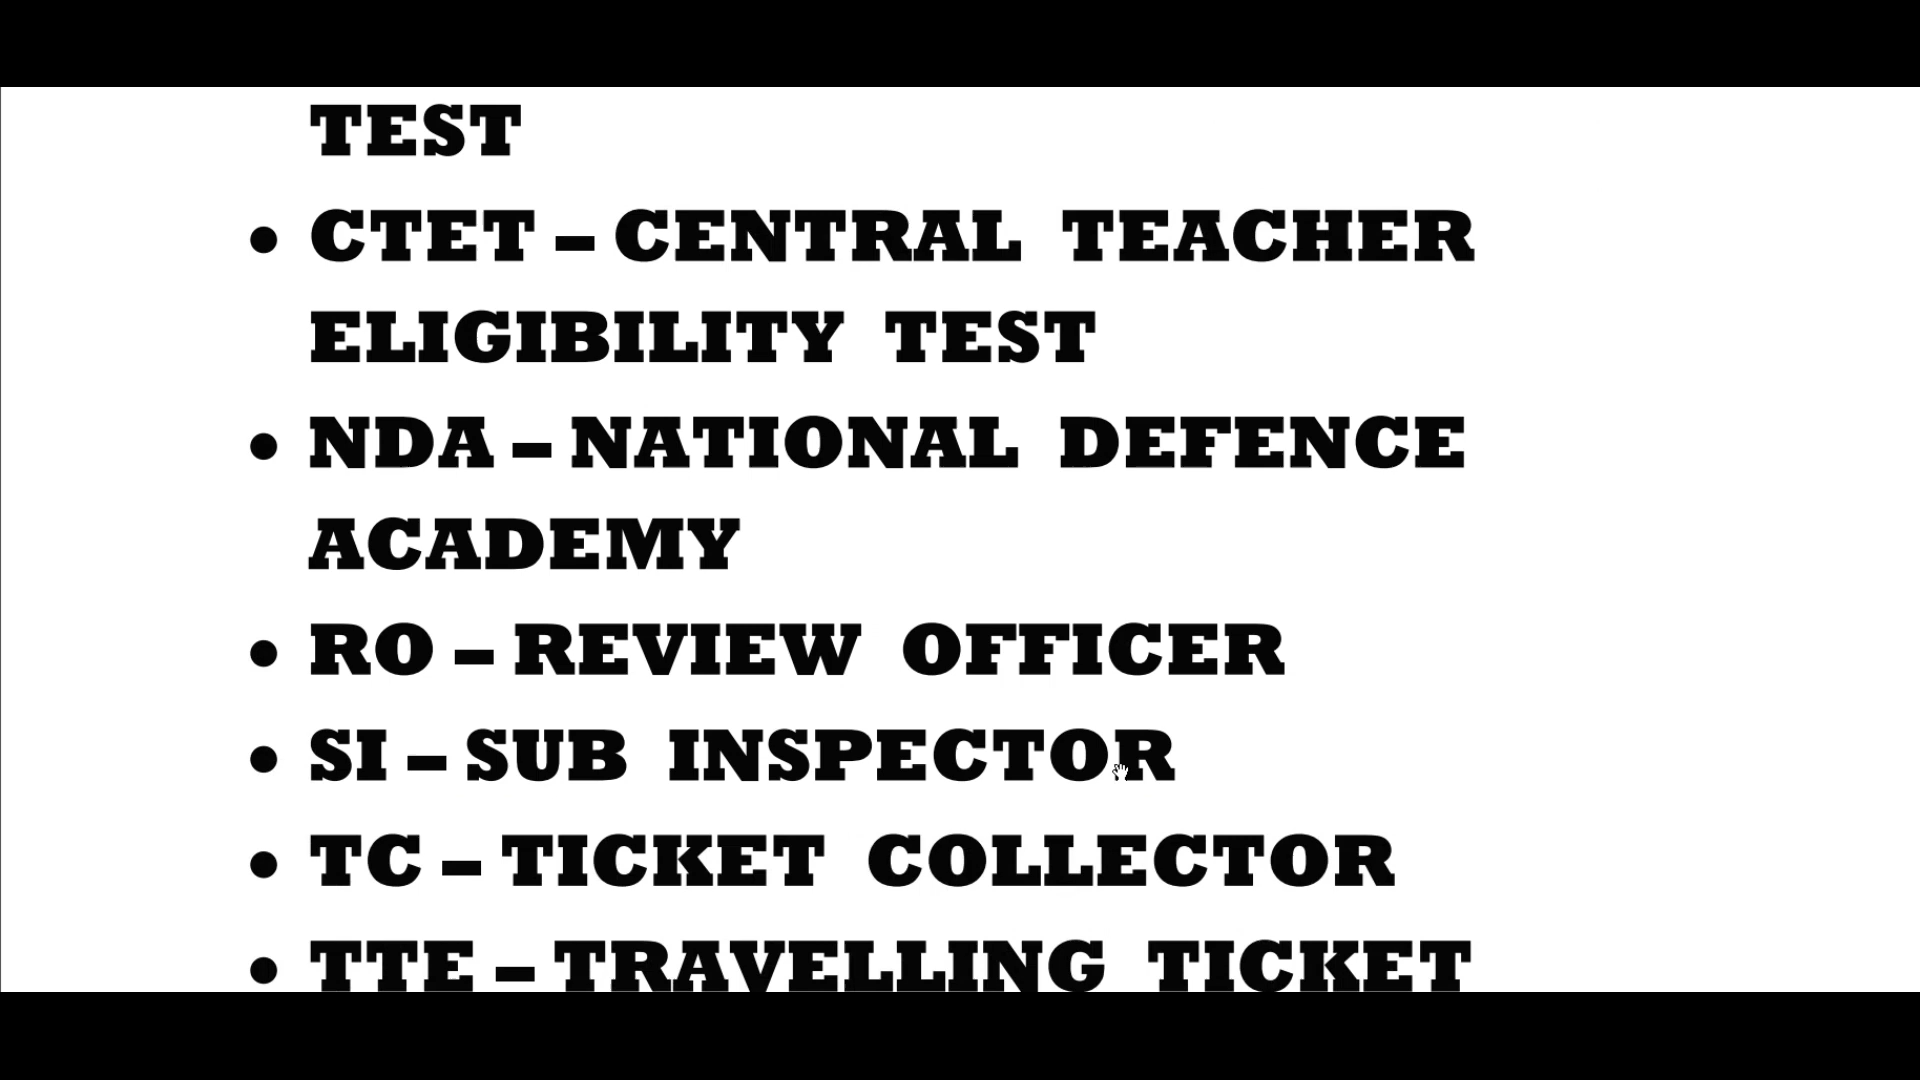 TEST
• CTET – CENTRAL TEACHER
ELIGIBILITY TEST
• NDA – NATIONAL DEFENCE
ACADEMY
• RO – REVIEW OFFICER
• SI – SUB INSPECTOR
• TC – TICKET COLLECTOR
• TTE – TRAVELLING TICKET